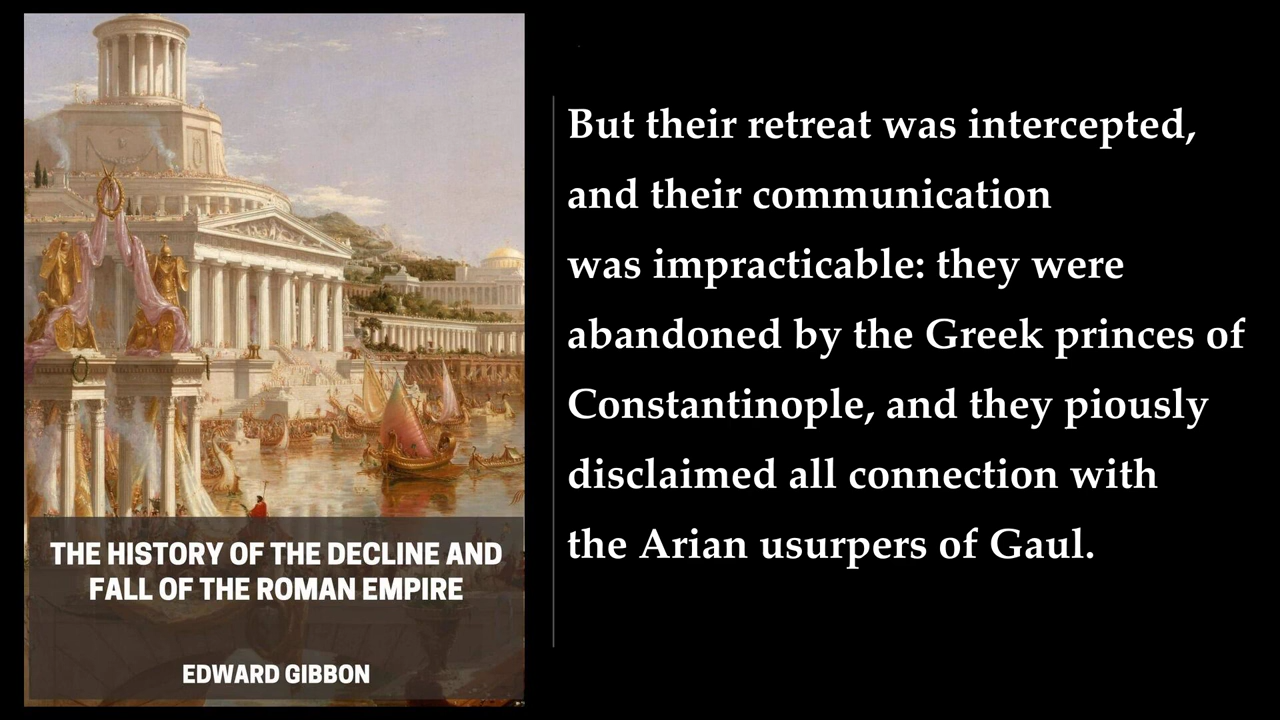 THE HISTORY OF THE DECLINE AND
FALL OF THE ROMAN EMPIRE
EDWARD GIBBON
But their retreat was intercepted,
and their communication
was impracticable: they were
abandoned by the Greek princes of
Constantinople, and they piously
disclaimed all connection with
the Arian usurpers of Gaul.